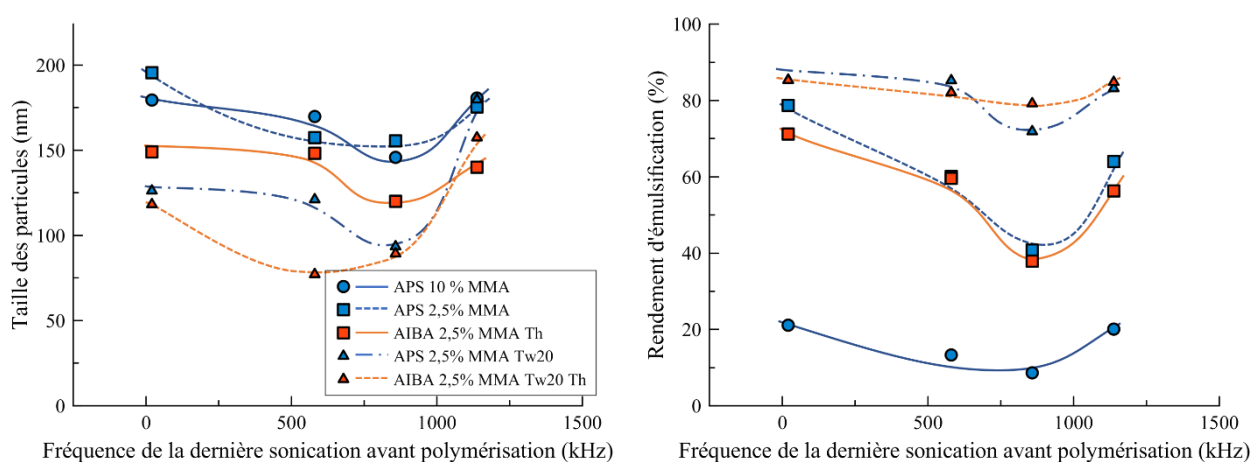 Taille des particules (nm)
200
150
100
50
0
0
500
1000
1500
Fréquence de la dernière sonication avant polymérisation (kHz)
APS 10 % MMA
APS 2,5% MMA
AIBA 2,5% MMA Th
APS 2,5% MMA Tw20
AIBA 2,5% MMA Tw20 Th
Rendement d'émulsification (%)
100
80
60
40
20
0
0
500
1000
1500
Fréquence de la dernière sonication avant polymérisation (kHz)